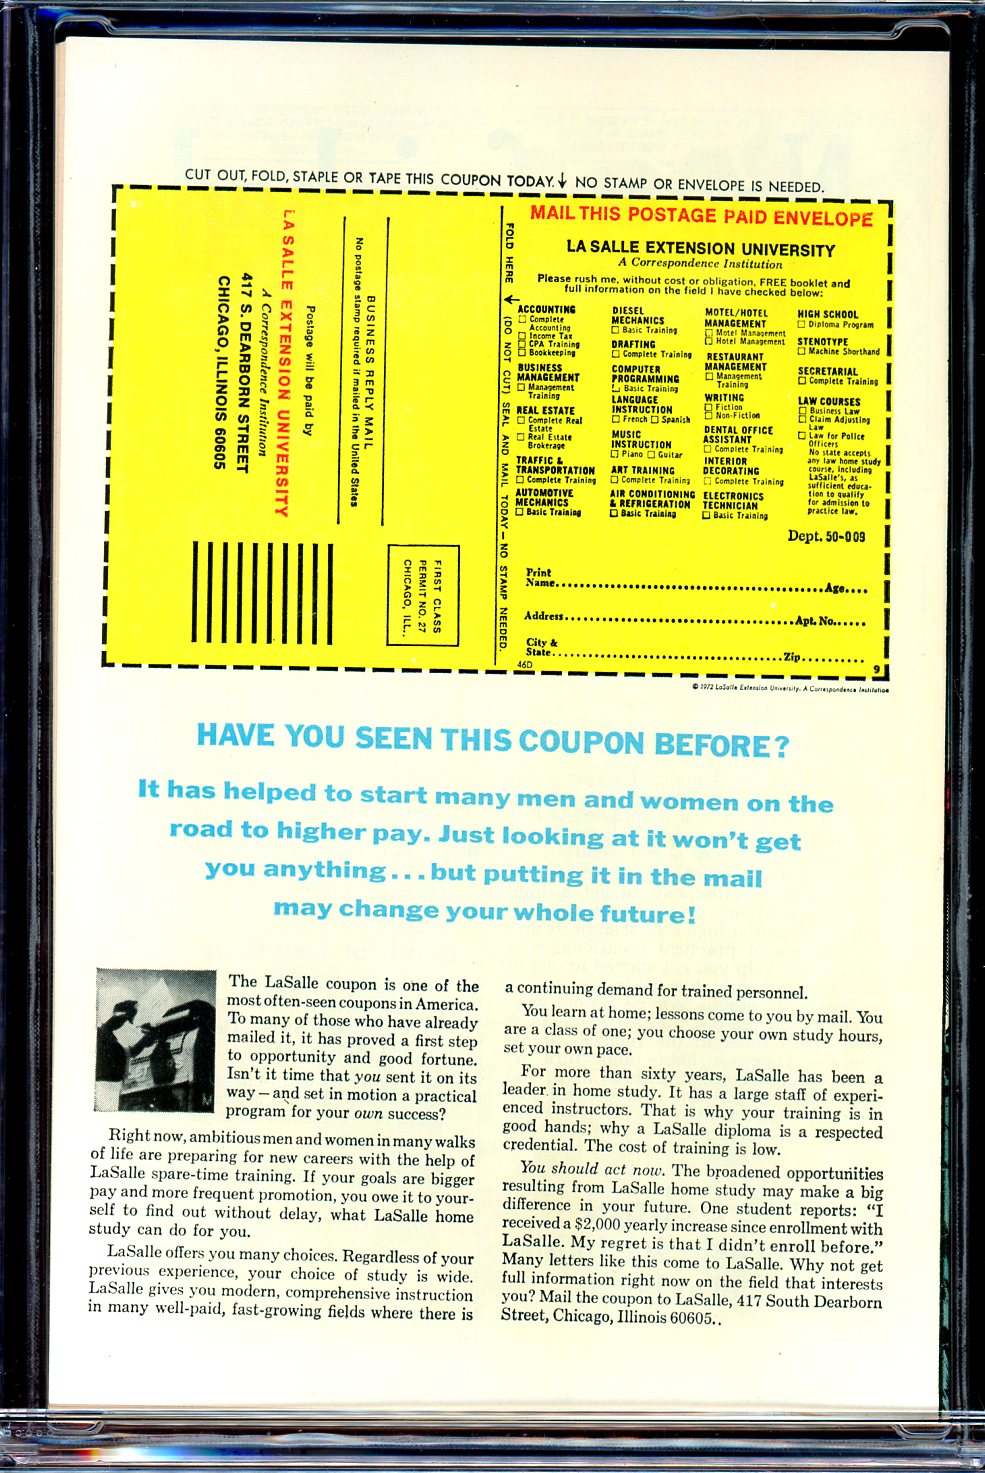 CUT OUT, FOLD, STAPLE OR TAPE THIS COUPON TODAY.↓ NO STAMP OR ENVELOPE IS NEEDED.
FIRST CLASS
PERMIT NO. 27
CHICAGO, ILL.,
BUSINESS REPLY MAIL
No postage stamp required if mailed in the United States
Postage will be paid by
LA SALLE EXTENSION UNIVERSITY
A Correspondence Institution
417 S. DEARBORN STREET
CHICAGO, ILLINOIS 60605
FOLD HERE ↓ (DO NOT CUT) SEAL AND MAIL TODAY — NO STAMP NEEDED.
MAIL THIS POSTAGE PAID ENVELOPE
LA SALLE EXTENSION UNIVERSITY
A Correspondence Institution
Please rush me, without cost or obligation, FREE booklet and
full information on the field I have checked below:
ACCOUNTING
☐ Complete
Accounting
☐ Income Tax
☐ CPA Training
☐ Bookkeeping
BUSINESS
MANAGEMENT
☐ Management
Training
REAL ESTATE
☐ Complete Real
Estate
☐ Real Estate
Brokerage
TRAFFIC &
TRANSPORTATION
☐ Complete Training
AUTOMOTIVE
MECHANICS
☐ Basic Training
DIESEL
MECHANICS
☐ Basic Training
DRAFTING
☐ Complete Training
COMPUTER
PROGRAMMING
☐ Basic Training
LANGUAGE
INSTRUCTION
☐ French ☐ Spanish
MUSIC
INSTRUCTION
☐ Piano ☐ Guitar
ART TRAINING
☐ Complete Training
AIR CONDITIONING
& REFRIGERATION
☐ Basic Training
MOTEL/HOTEL
MANAGEMENT
☐ Motel Management
☐ Hotel Management
RESTAURANT
MANAGEMENT
☐ Management
Training
WRITING
☐ Fiction
☐ Non-Fiction
DENTAL OFFICE
ASSISTANT
☐ Complete Training
INTERIOR
DECORATING
☐ Complete Training
ELECTRONICS
TECHNICIAN
☐ Basic Training
HIGH SCHOOL
☐ Diploma Program
STENOTYPE
☐ Machine Shorthand
SECRETARIAL
☐ Complete Training
LAW COURSES
☐ Business Law
☐ Claim Adjusting
Law
☐ Law for Police
Officers
No state accepts
any law home study
course, including
LaSalle's, as
sufficient educa-
tion to qualify
for admission to
practice law.
Dept. 50-009
Print
Name..........Age....
Address..........Apt. No......
City &
State..........Zip..........
46D
9
© 1972 LaSalle Extension University. A Correspondence Institution
HAVE YOU SEEN THIS COUPON BEFORE?
It has helped to start many men and women on the
road to higher pay. Just looking at it won't get
you anything...but putting it in the mail
may change your whole future!
The LaSalle coupon is one of the
most often-seen coupons in America.
To many of those who have already
mailed it, it has proved a first step
to opportunity and good fortune.
Isn't it time that you sent it on its
way — and set in motion a practical
program for your own success?
Right now, ambitious men and women in many walks
of life are preparing for new careers with the help of
LaSalle spare-time training. If your goals are bigger
pay and more frequent promotion, you owe it to your-
self to find out without delay, what LaSalle home
study can do for you.
LaSalle offers you many choices. Regardless of your
previous experience, your choice of study is wide.
LaSalle gives you modern, comprehensive instruction
in many well-paid, fast-growing fields where there is
a continuing demand for trained personnel.
You learn at home; lessons come to you by mail. You
are a class of one; you choose your own study hours,
set your own pace.
For more than sixty years, LaSalle has been a
leader in home study. It has a large staff of experi-
enced instructors. That is why your training is in
good hands; why a LaSalle diploma is a respected
credential. The cost of training is low.
You should act now. The broadened opportunities
resulting from LaSalle home study may make a big
difference in your future. One student reports: "I
received a $2,000 yearly increase since enrollment with
LaSalle. My regret is that I didn't enroll before."
Many letters like this come to LaSalle. Why not get
full information right now on the field that interests
you? Mail the coupon to LaSalle, 417 South Dearborn
Street, Chicago, Illinois 60605..